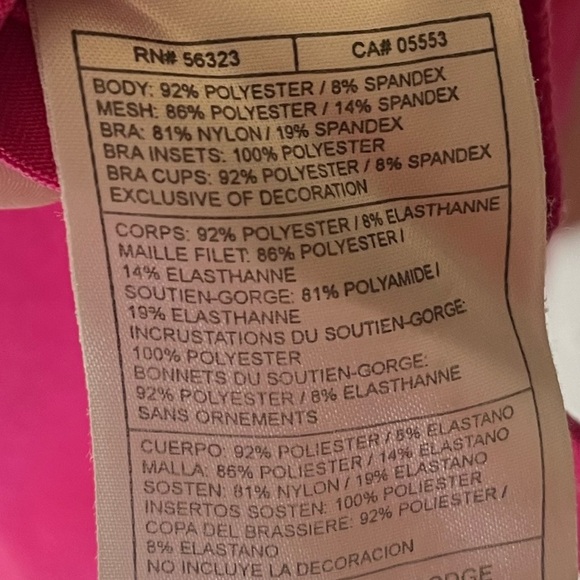 RN# 56323 CA# 05553
BODY: 92% POLYESTER / 8% SPANDEX
MESH: 86% POLYESTER / 14% SPANDEX
BRA: 81% NYLON / 19% SPANDEX
BRA INSETS: 100% POLYESTER
BRA CUPS: 92% POLYESTER / 8% SPANDEX
EXCLUSIVE OF DECORATION
CORPS: 92% POLYESTER / 8% ELASTHANNE
MAILLE FILET: 86% POLYESTER /
14% ELASTHANNE
SOUTIEN-GORGE: 81% POLYAMIDE /
19% ELASTHANNE
INCRUSTATIONS DU SOUTIEN-GORGE:
100% POLYESTER
BONNETS DU SOUTIEN-GORGE:
92% POLYESTER / 8% ELASTHANNE
SANS ORNEMENTS
CUERPO: 92% POLIESTER / 8% ELASTANO
MALLA: 86% POLIESTER / 14% ELASTANO
SOSTEN: 81% NYLON / 19% ELASTANO
INSERTOS SOSTEN: 100% POLIESTER
COPA DEL BRASSIERE: 92% POLIESTER /
8% ELASTANO
NO INCLUYE LA DECORACION